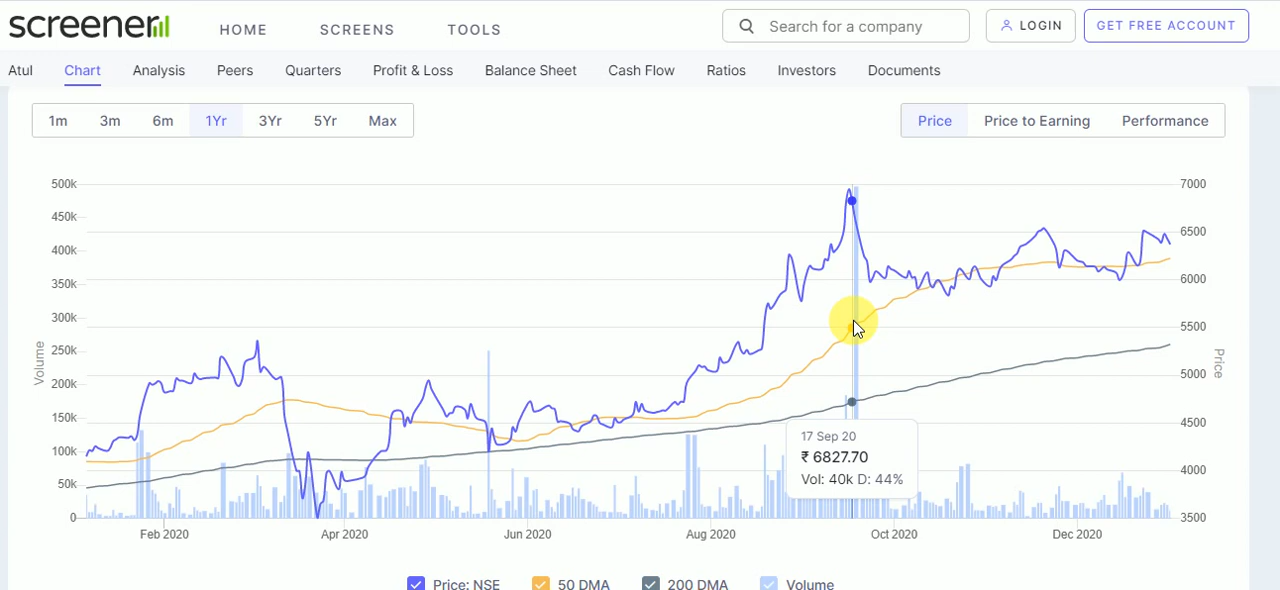 screener
HOME SCREENS TOOLS
Search for a company
LOGIN
GET FREE ACCOUNT
Atul Chart Analysis Peers Quarters Profit & Loss Balance Sheet Cash Flow Ratios Investors Documents
1m 3m 6m 1Yr 3Yr 5Yr Max
Price Price to Earning Performance
500k 7000
450k 6500
400k
350k 6000
300k 5500
250k
200k 5000
150k 4500
100k
50k 4000
0 3500
Volume
Price
17 Sep 20
₹ 6827.70
Vol: 40k D: 44%
Feb 2020 Apr 2020 Jun 2020 Aug 2020 Oct 2020 Dec 2020
Price: NSE 50 DMA 200 DMA Volume